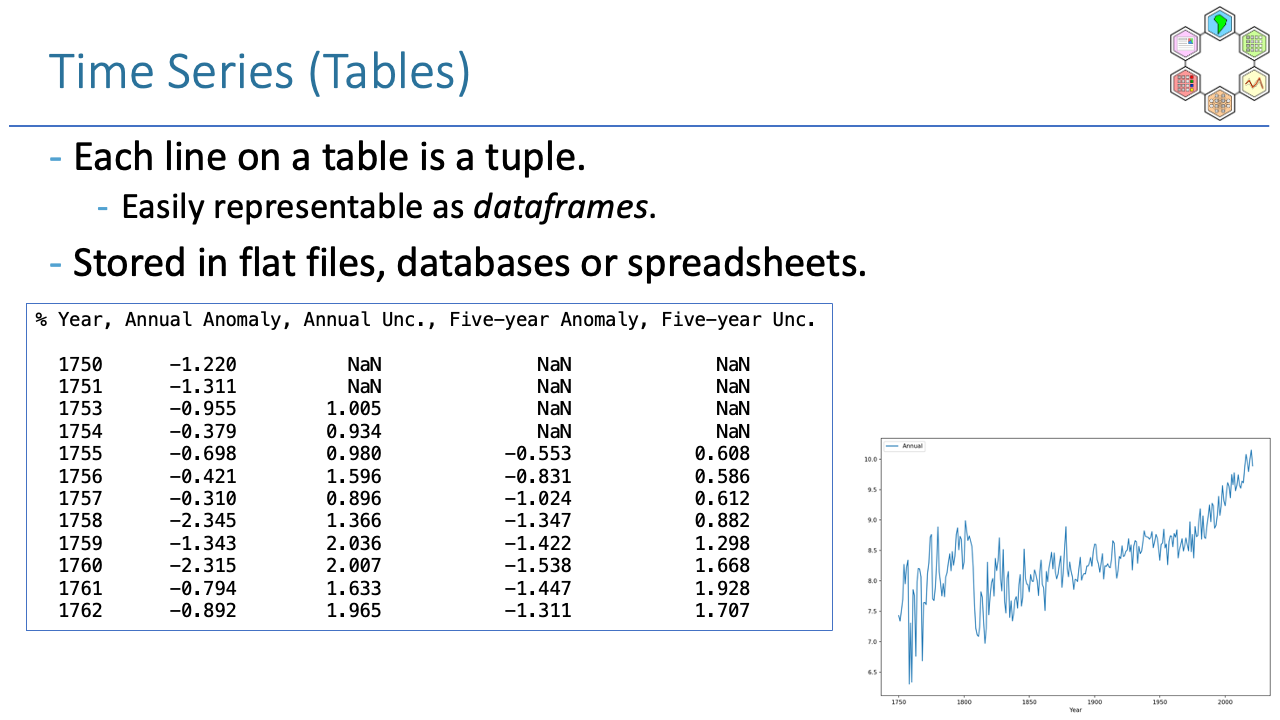 Time Series (Tables)
- Each line on a table is a tuple.
- Easily representable as dataframes.
- Stored in flat files, databases or spreadsheets.
% Year, Annual Anomaly, Annual Unc., Five-year Anomaly, Five-year Unc.
1750 -1.220 NaN NaN NaN
1751 -1.311 NaN NaN NaN
1753 -0.955 1.005 NaN NaN
1754 -0.379 0.934 NaN NaN
1755 -0.698 0.980 -0.553 0.608
1756 -0.421 1.596 -0.831 0.586
1757 -0.310 0.896 -1.024 0.612
1758 -2.345 1.366 -1.347 0.882
1759 -1.343 2.036 -1.422 1.298
1760 -2.315 2.007 -1.538 1.668
1761 -0.794 1.633 -1.447 1.928
1762 -0.892 1.965 -1.311 1.707
Annual
10.0
9.5
9.0
8.5
8.0
7.5
7.0
6.5
1750 1800 1850 1900 1950 2000
Year